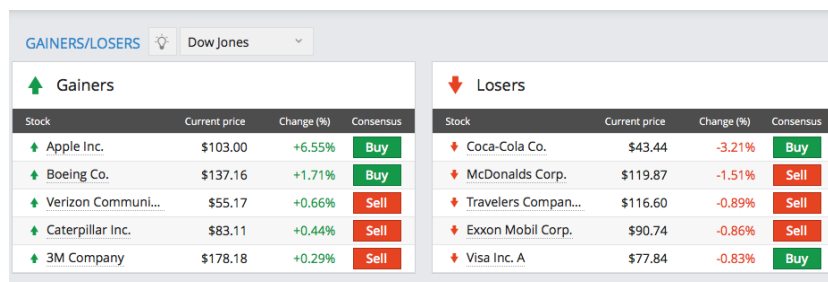 GAINERS/LOSERS Dow Jones
Gainers
Stock Current price Change (%) Consensus
Apple Inc. $103.00 +6.55% Buy
Boeing Co. $137.16 +1.71% Buy
Verizon Communi... $55.17 +0.66% Sell
Caterpillar Inc. $83.11 +0.44% Sell
3M Company $178.18 +0.29% Sell
Losers
Stock Current price Change (%) Consensus
Coca-Cola Co. $43.44 -3.21% Buy
McDonalds Corp. $119.87 -1.51% Sell
Travelers Compan... $116.60 -0.89% Sell
Exxon Mobil Corp. $90.74 -0.86% Sell
Visa Inc. A $77.84 -0.83% Buy